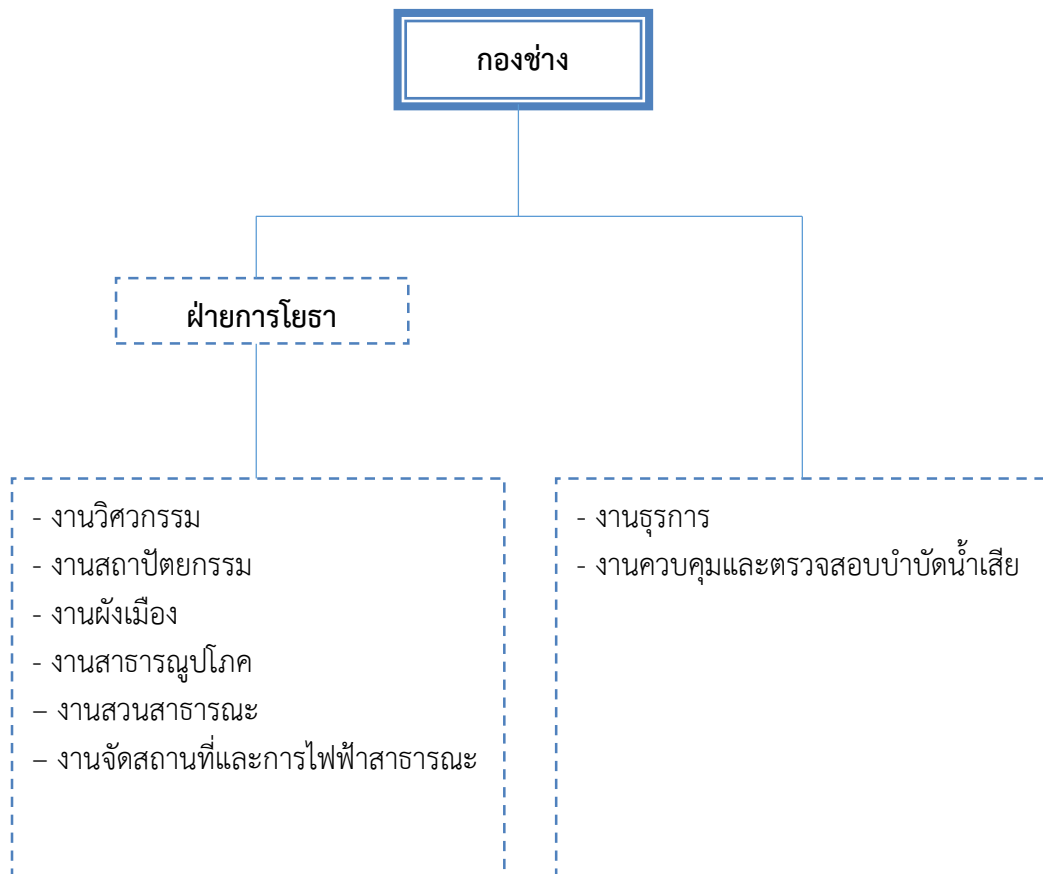 กองช่าง
ฝ่ายการโยธา
- งานวิศวกรรม
- งานสถาปัตยกรรม
- งานผังเมือง
- งานสาธารณูปโภค
– งานสวนสาธารณะ
– งานจัดสถานที่และการไฟฟ้าสาธารณะ
- งานธุรการ
- งานควบคุมและตรวจสอบบำบัดน้ำเสีย